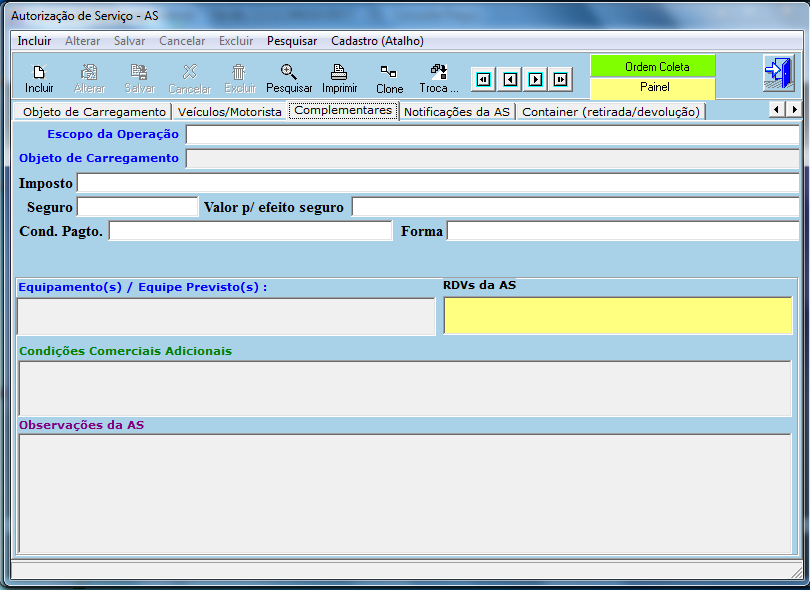 Autorização de Serviço - AS
Incluir Alterar Salvar Cancelar Excluir Pesquisar Cadastro (Atalho)
Incluir Alterar Salvar Cancelar Excluir Pesquisar Imprimir Clone Troca ...
Ordem Coleta
Painel
Objeto de Carregamento Veículos/Motorista Complementares Notificações da AS Container (retirada/devolução)
Escopo da Operação
Objeto de Carregamento
Imposto
Seguro Valor p/ efeito seguro
Cond. Pagto. Forma
Equipamento(s) / Equipe Previsto(s) : RDVs da AS
Condições Comerciais Adicionais
Observações da AS